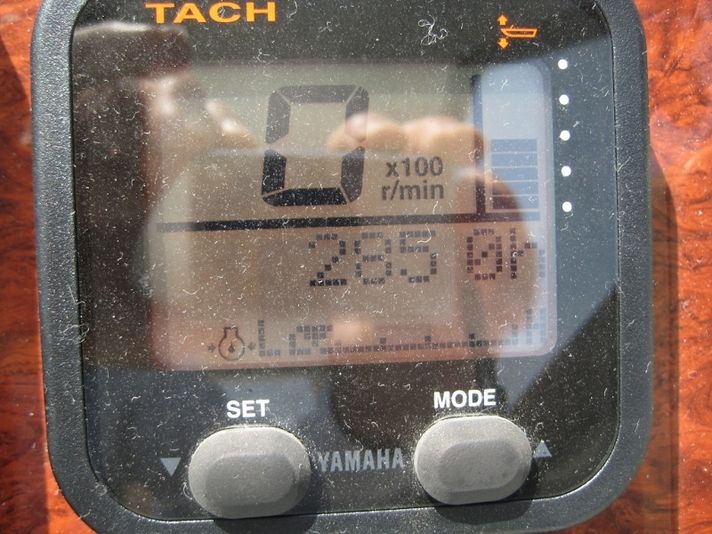 TACH
0
x100
r/min
285.0h
L
H
SET
MODE
YAMAHA